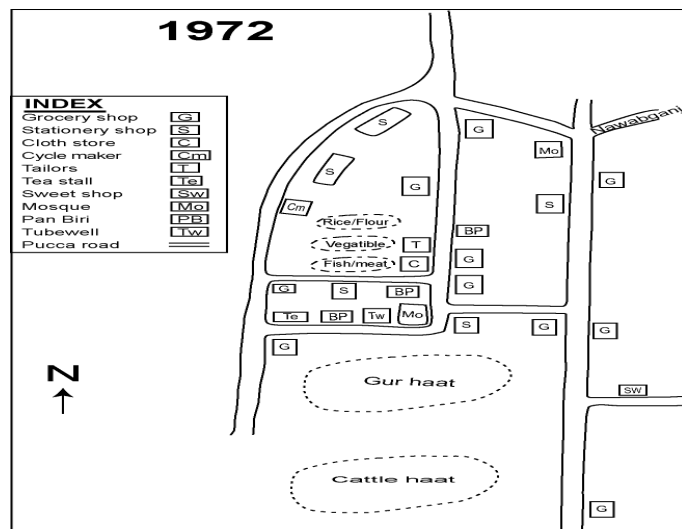 1972
INDEX
Grocery shop G
Stationery shop S
Cloth store C
Cycle maker Cm
Tailors T
Tea stall Te
Sweet shop Sw
Mosque Mo
Pan Biri PB
Tubewell Tw
Pucca road
Nawabganj
S
G
Mo
S
G
G
Cm
S
Rice/Flour
BP
Vegatible
T
G
Fish/meat
C
G
G
S
BP
Te
BP
Tw
Mo
S
G
G
G
Gur haat
SW
N
Cattle haat
G